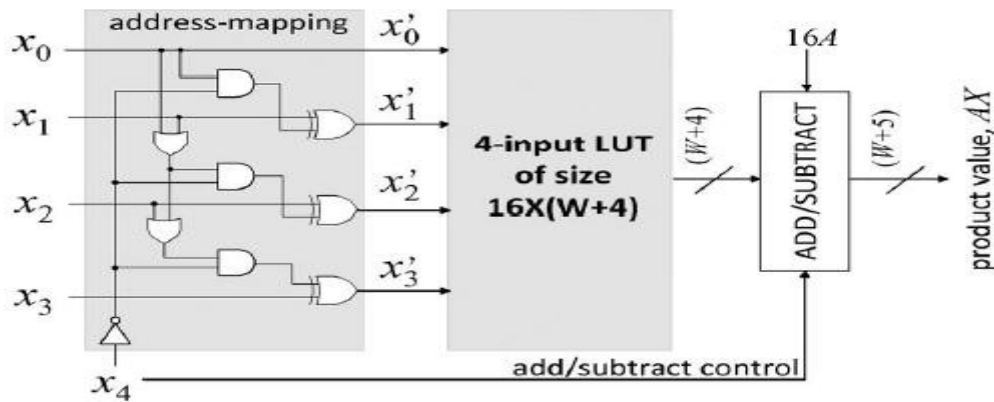 address-mapping
x₀
x'₀
x₁
x'₁
x₂
x'₂
x₃
x'₃
x₄
4-input LUT
of size
16X(W+4)
(W+4)
16A
ADD/SUBTRACT
(W+5)
product value, AX
add/subtract control